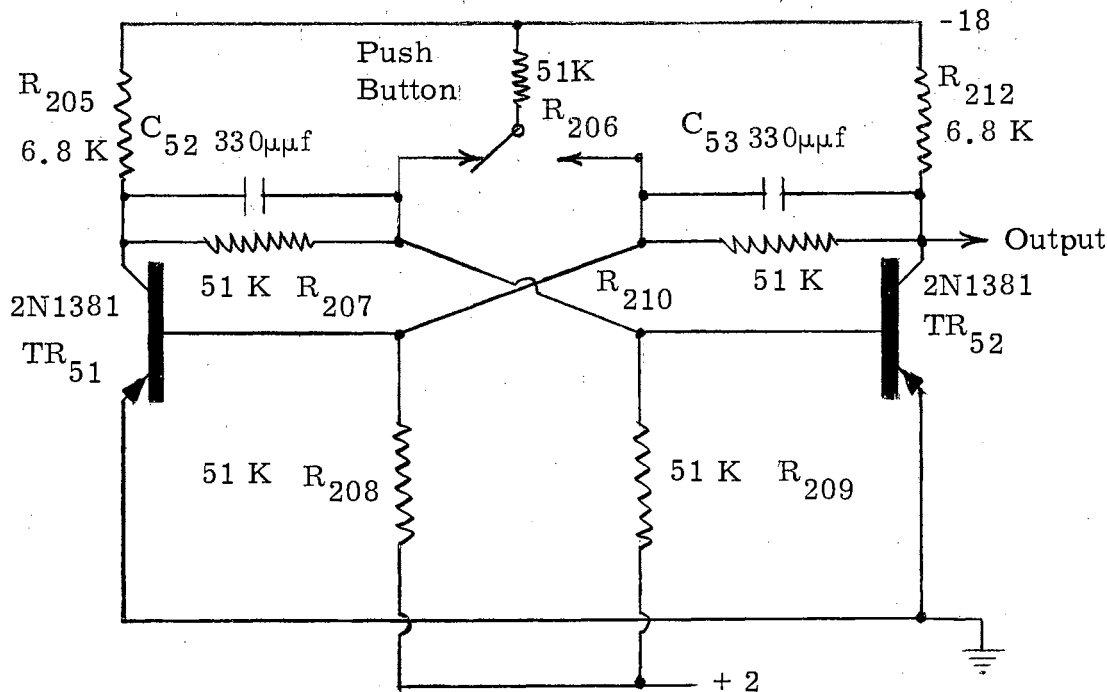 -18
Push
Button
51K
R206
R205
6.8 K
C52 330μμf
C53 330μμf
R212
6.8 K
Output
51 K R207
R210
51 K
2N1381
TR51
2N1381
TR52
51 K R208
51 K R209
+ 2